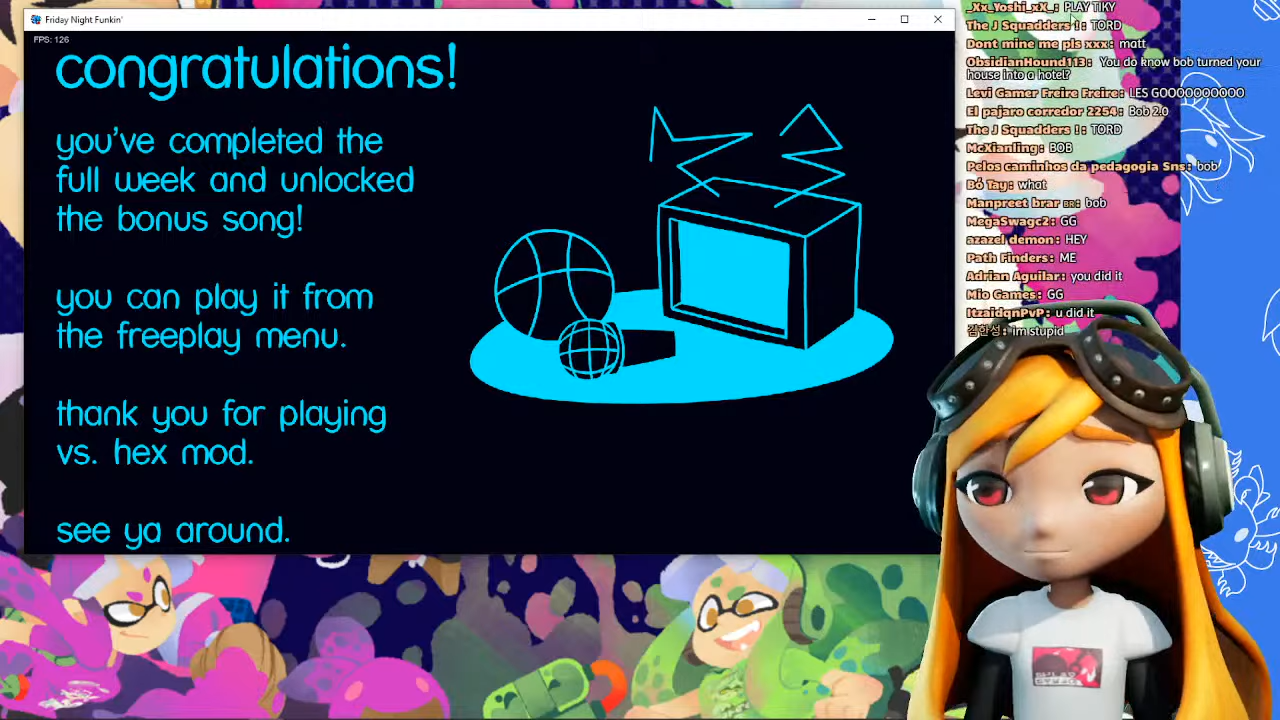 Friday Night Funkin'
FPS: 126
congratulations!
you've completed the
full week and unlocked
the bonus song!
you can play it from
the freeplay menu.
thank you for playing
vs. hex mod.
see ya around.
_Xx_Yoshi_xX_: PLAY TIKY
The J Squadders !: TORD
Dont mine me pls xxx: matt
ObsidianHound113: You do know bob turned your
house into a hotel?
Levi Gamer Freire Freire: LES GOOOOOOOOOO
El pajaro corredor 2254: Bob 2.0
The J Squadders !: TORD
McXianling: BOB
Pelos caminhos da pedagogia Sns: bob
Bố Tay: what
Manpreet brar BR: bob
MegaSwagc2: GG
azazel demon: HEY
Path Finders: ME
Adrian Aguilar: you did it
Mio Games: GG
ItzaidqnPvP: u did it
김한성: im stupid